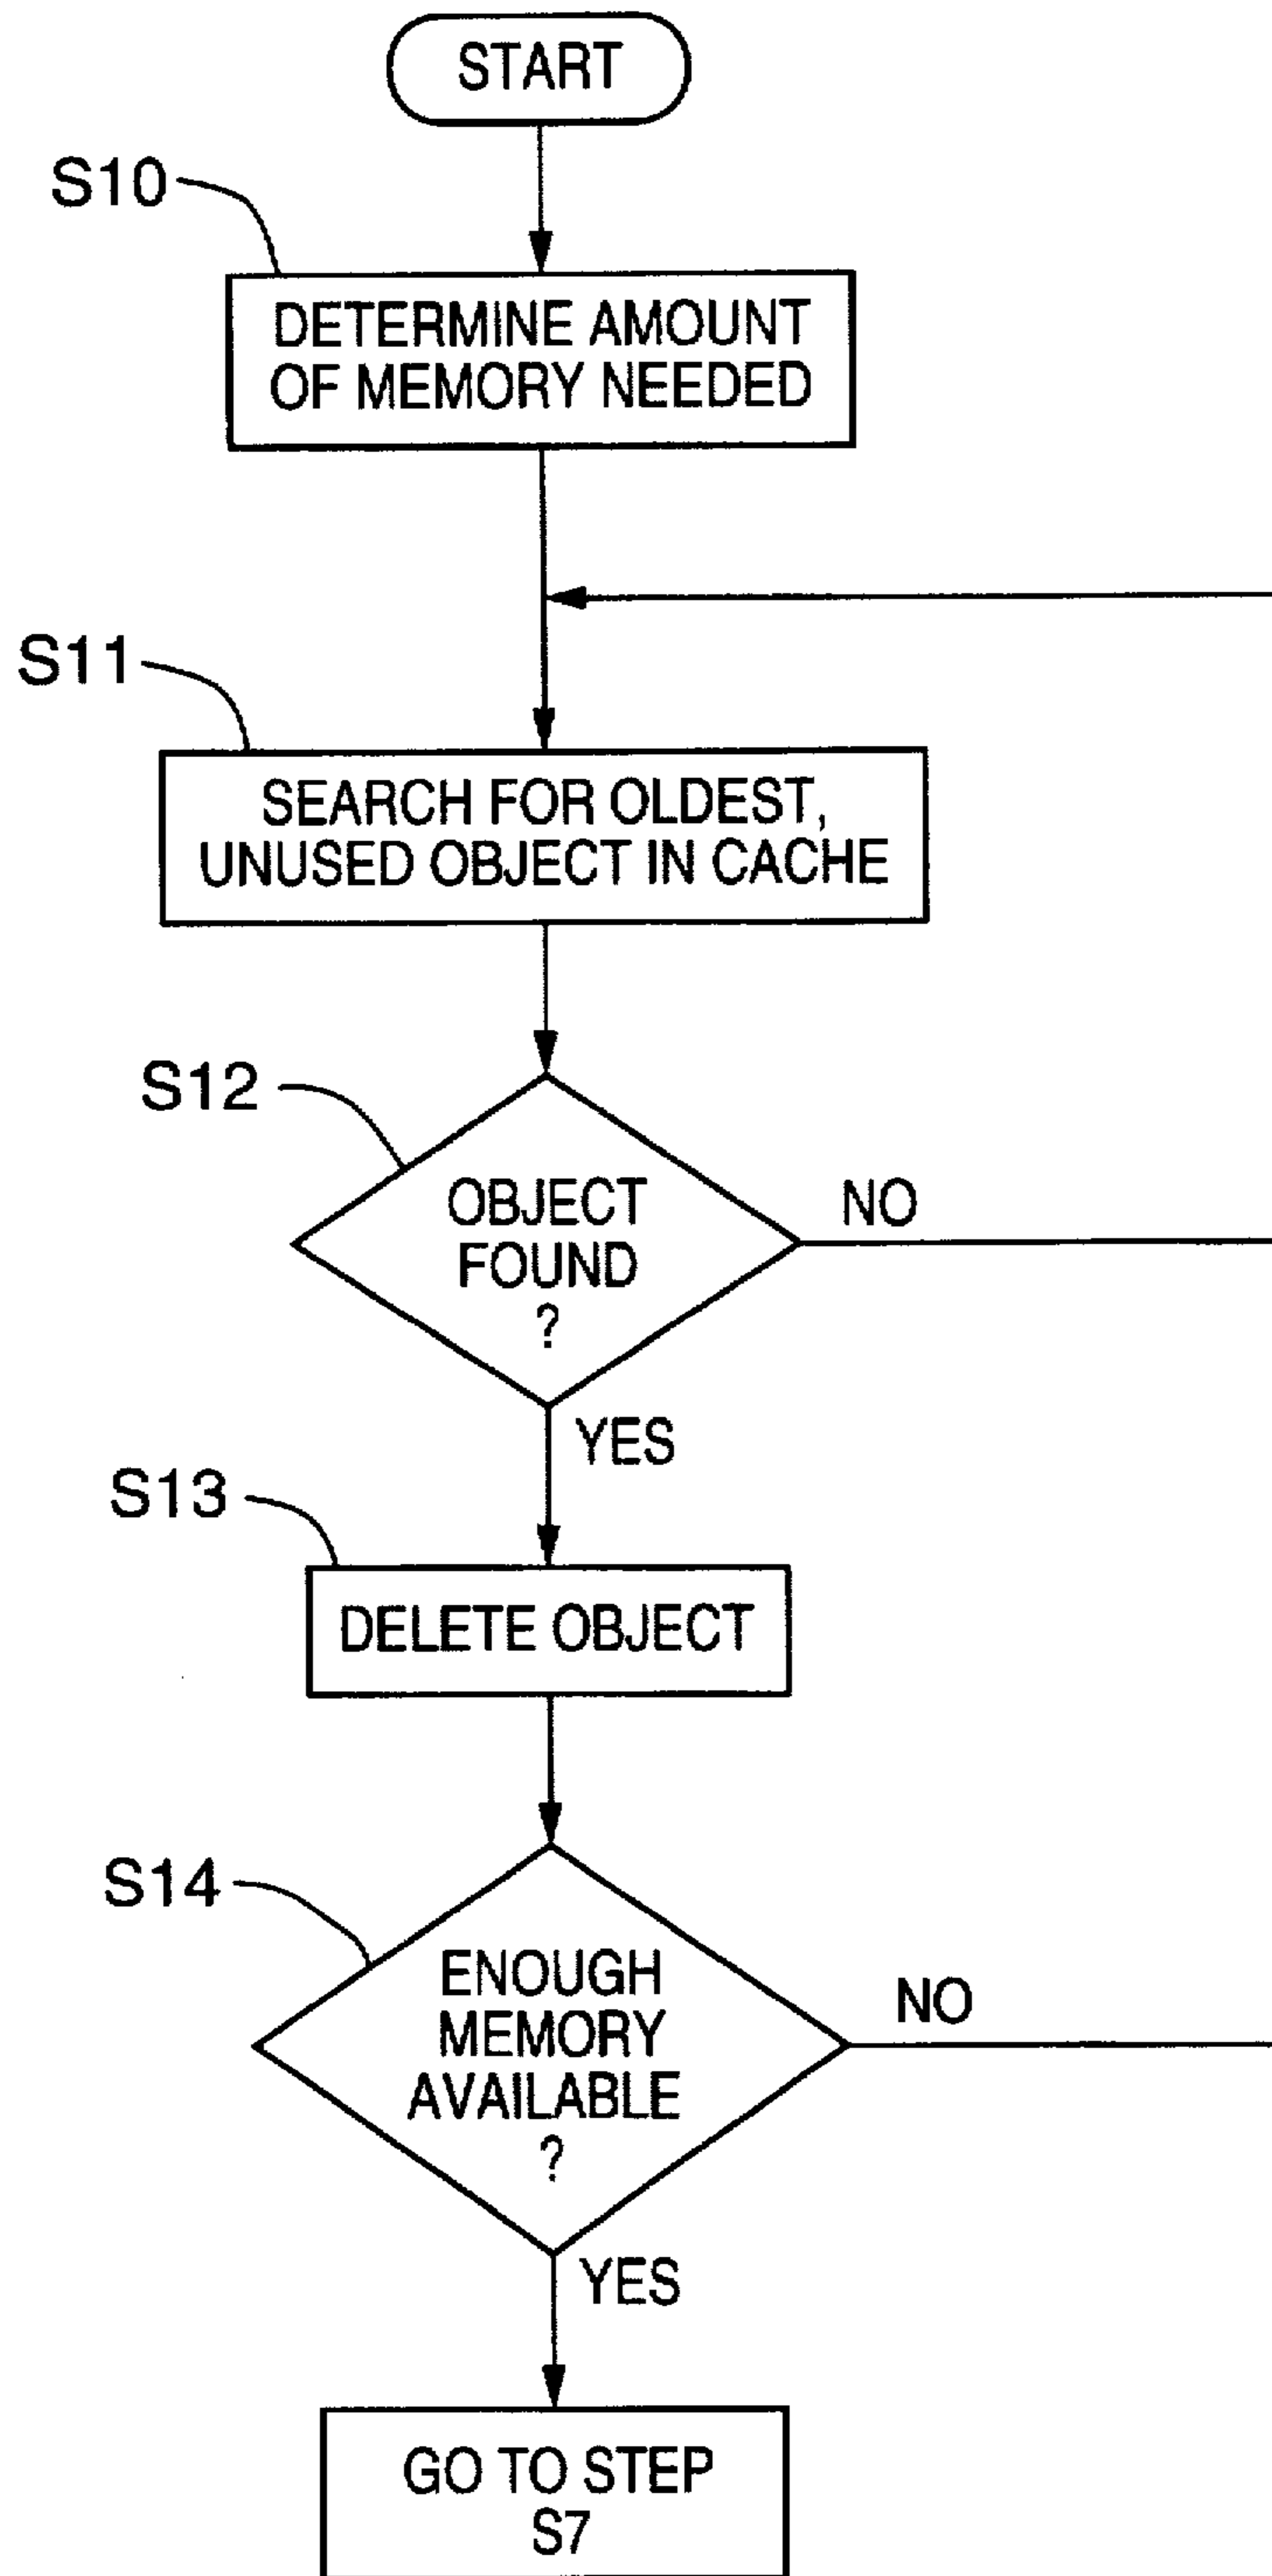 START
S10
DETERMINE AMOUNT
OF MEMORY NEEDED
S11
SEARCH FOR OLDEST,
UNUSED OBJECT IN CACHE
S12
OBJECT
FOUND
?
NO
YES
S13
DELETE OBJECT
S14
ENOUGH
MEMORY
AVAILABLE
?
NO
YES
GO TO STEP
S7